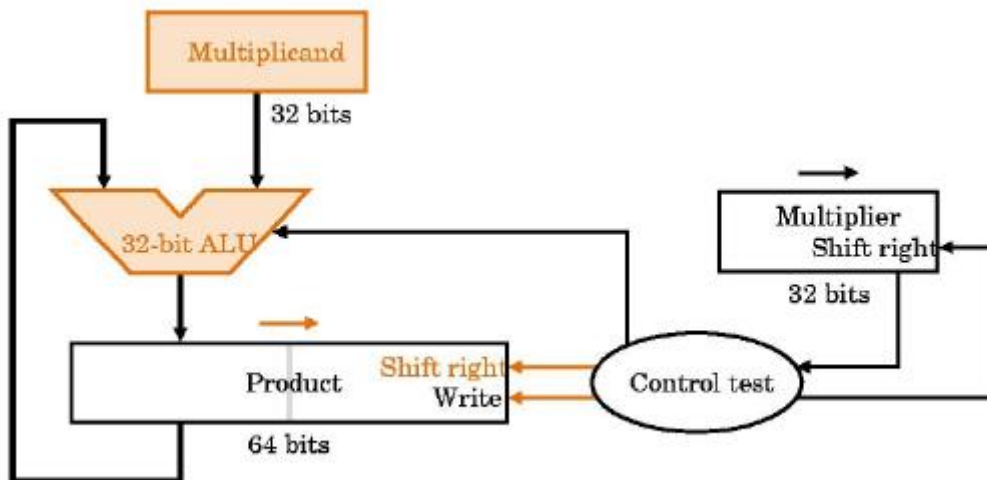 Multiplicand
32 bits
32-bit ALU
Multiplier
Shift right
32 bits
Shift right
Product
Write
Control test
64 bits